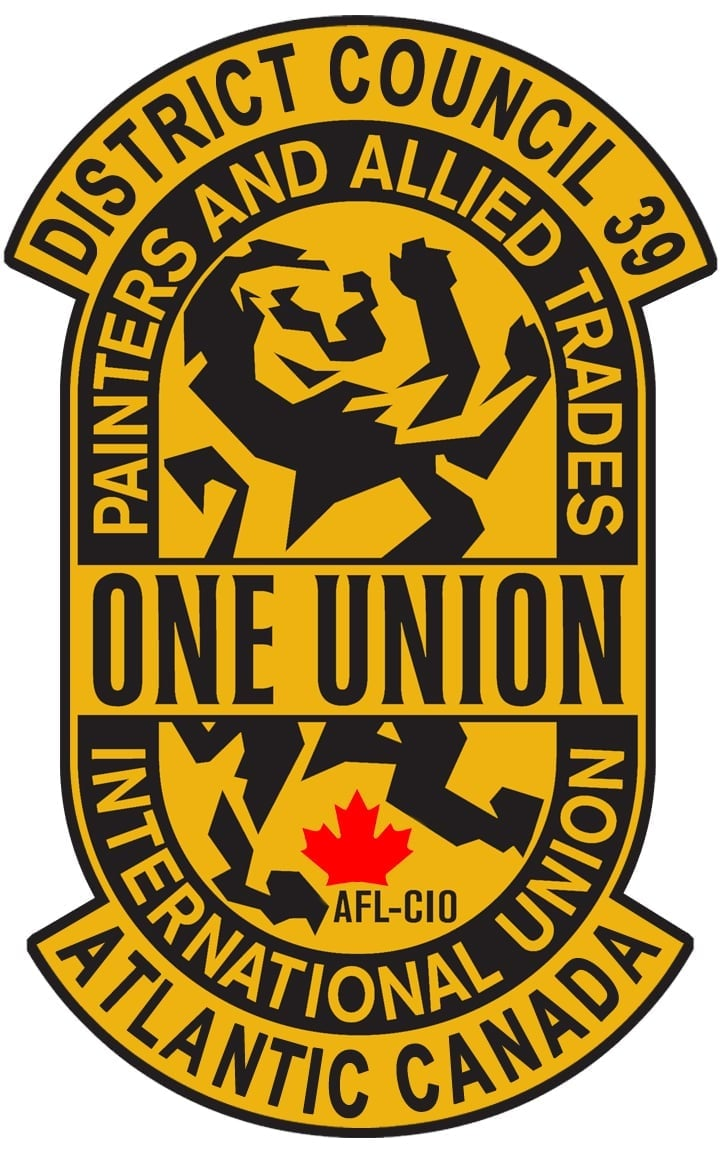 DISTRICT COUNCIL 39
PAINTERS AND ALLIED TRADES
ONE UNION
AFL-CIO
INTERNATIONAL UNION
ATLANTIC CANADA